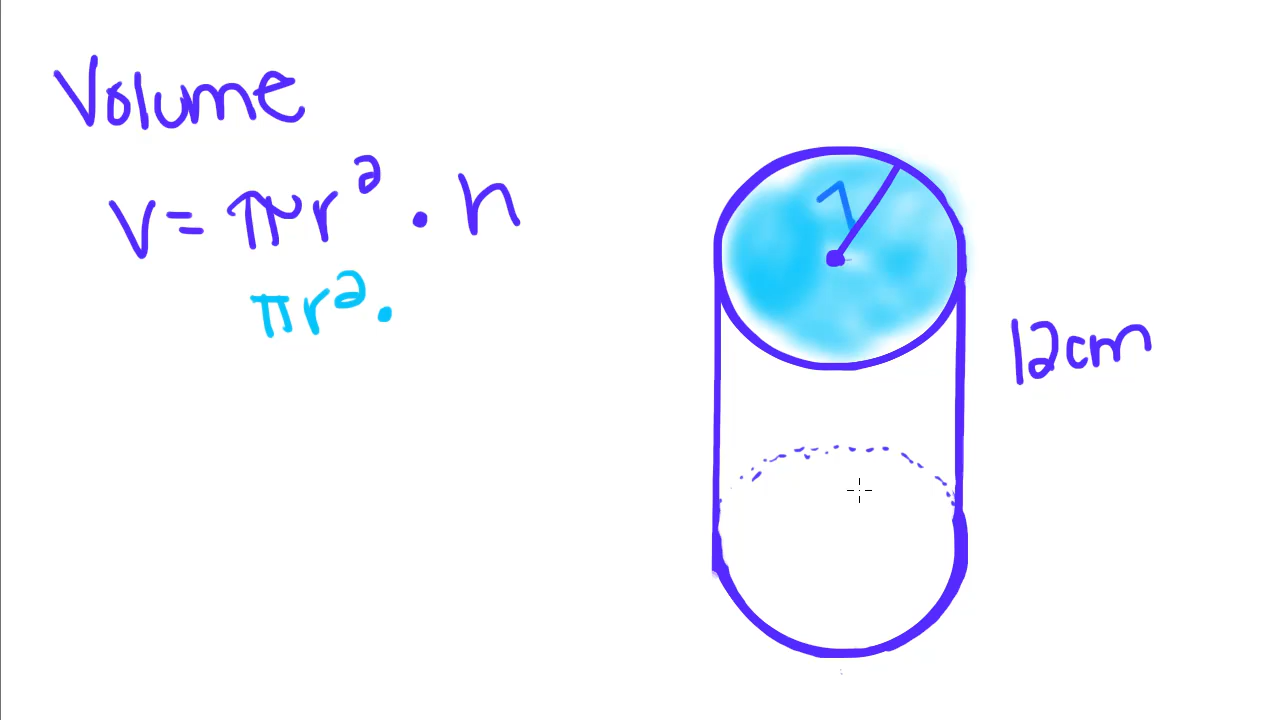 Volume
V = πr² · h
πr² ·
7
12cm